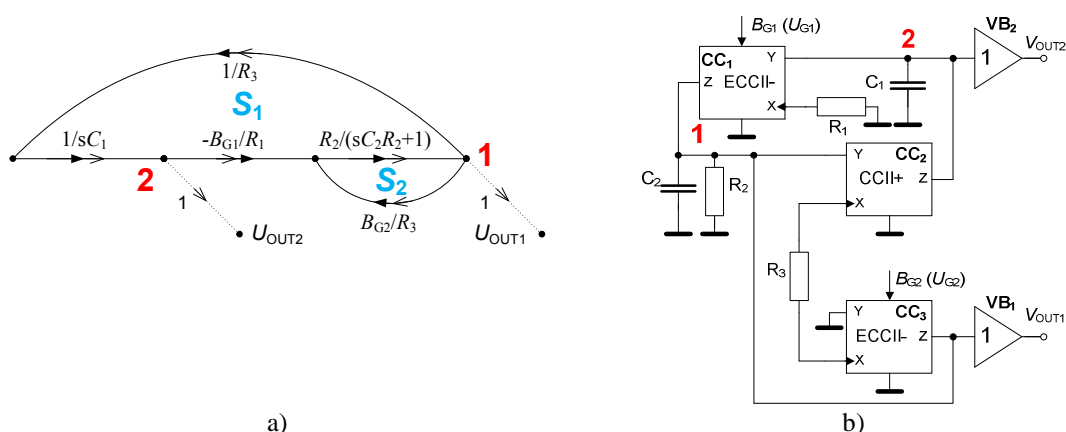 1/R3
S1
1/sC1
-BG1/R1
R2/(sC2R2+1)
1
2
S2
1
BG2/R3
1
UOUT2
UOUT1
a)
BG1 (UG1)
2
VB2
VOUT2
CC1
Y
ECCII-
Z
X
C1
1
R1
1
CC2
Y
CCII+
Z
X
C2
R2
R3
BG2 (UG2)
VB1
VOUT1
Y
CC3
ECCII-
Z
X
1
b)